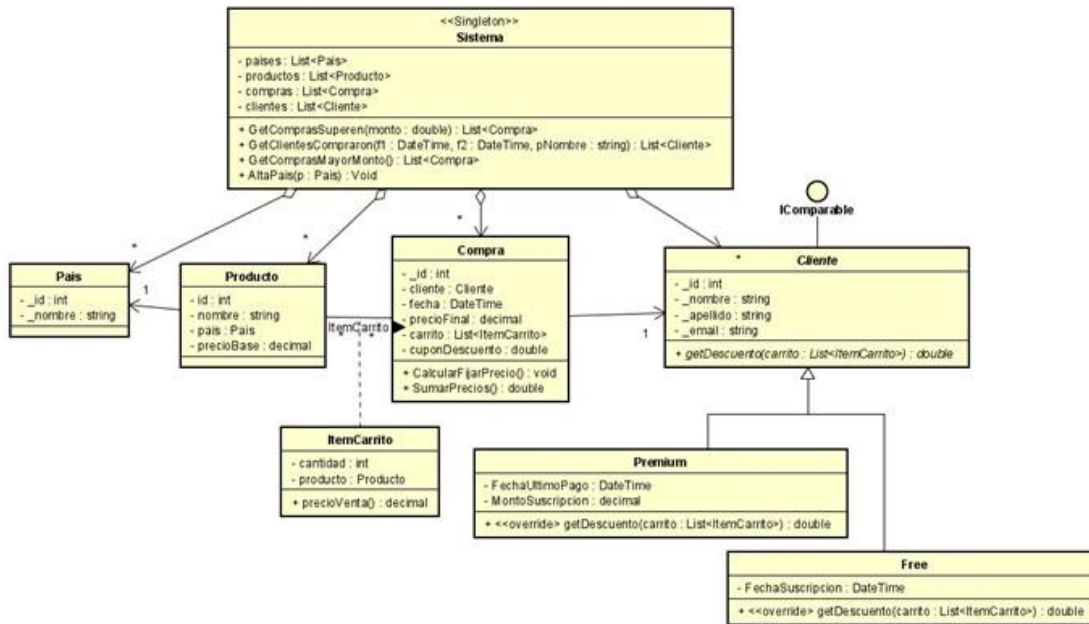 <<Singleton>>
Sistema
- paises : List<Pais>
- productos : List<Producto>
- compras : List<Compra>
- clientes : List<Cliente>
+ GetComprasSuperen(monto : double) : List<Compra>
+ GetClientesCompraron(f1 : DateTime, f2 : DateTime, pNombre : string) : List<Cliente>
+ GetComprasMayorMonto() : List<Compra>
+ AltaPais(p : Pais) : Void
IComparable
*
*
*
*
Pais
- _id : int
- _nombre : string
1
Producto
- id : int
- nombre : string
- pais : Pais
- precioBase : decimal
ItemCarrito
*
*
Compra
- _id : int
- cliente : Cliente
- fecha : DateTime
- precioFinal : decimal
- carrito : List<ItemCarrito>
- cuponDescuento : double
+ CalcularFijarPrecio() : void
+ SumarPrecios() : double
1
Cliente
- _id : int
- _nombre : string
- _apellido : string
- _email : string
+ getDescuento(carrito : List<ItemCarrito>) : double
ItemCarrito
- cantidad : int
- producto : Producto
+ precioVenta() : decimal
Premium
- FechaUltimoPago : DateTime
- MontoSuscripcion : decimal
+ <<override>> getDescuento(carrito : List<ItemCarrito>) : double
Free
- FechaSuscripcion : DateTime
+ <<override>> getDescuento(carrito : List<ItemCarrito>) : double